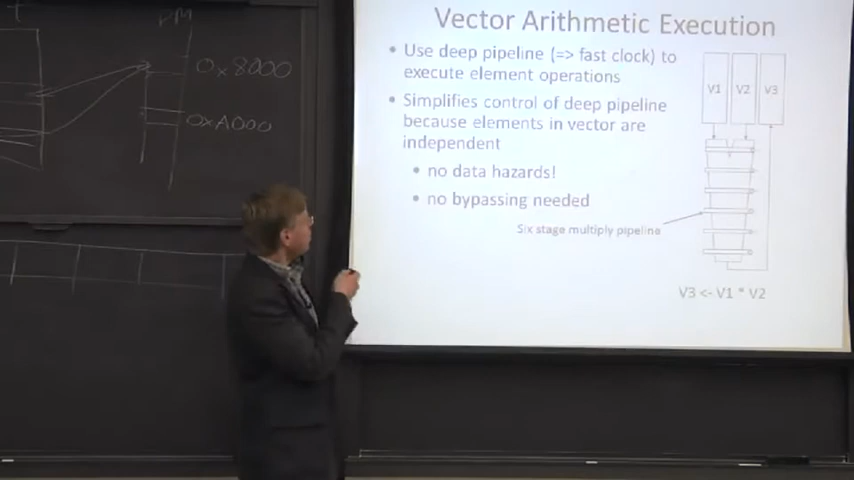 PM
0x8000
0xA000
Vector Arithmetic Execution
• Use deep pipeline (=> fast clock) to
execute element operations
• Simplifies control of deep pipeline
because elements in vector are
independent
• no data hazards!
• no bypassing needed
V1 V2 V3
Six stage multiply pipeline
V3 <- V1 * V2